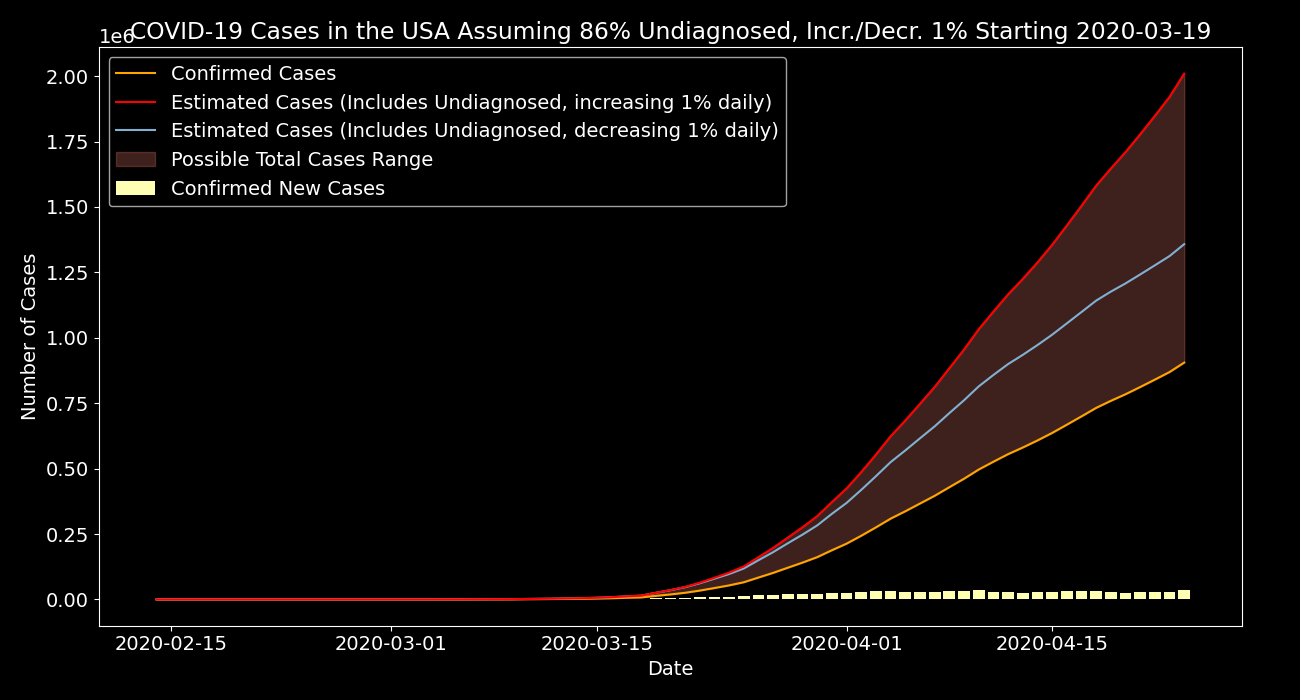 COVID-19 Cases in the USA Assuming 86% Undiagnosed, Incr./Decr. 1% Starting 2020-03-19
1e6
Confirmed Cases
Estimated Cases (Includes Undiagnosed, increasing 1% daily)
Estimated Cases (Includes Undiagnosed, decreasing 1% daily)
Possible Total Cases Range
Confirmed New Cases
2.00
1.75
1.50
1.25
1.00
0.75
0.50
0.25
0.00
Number of Cases
2020-02-15
2020-03-01
2020-03-15
2020-04-01
2020-04-15
Date